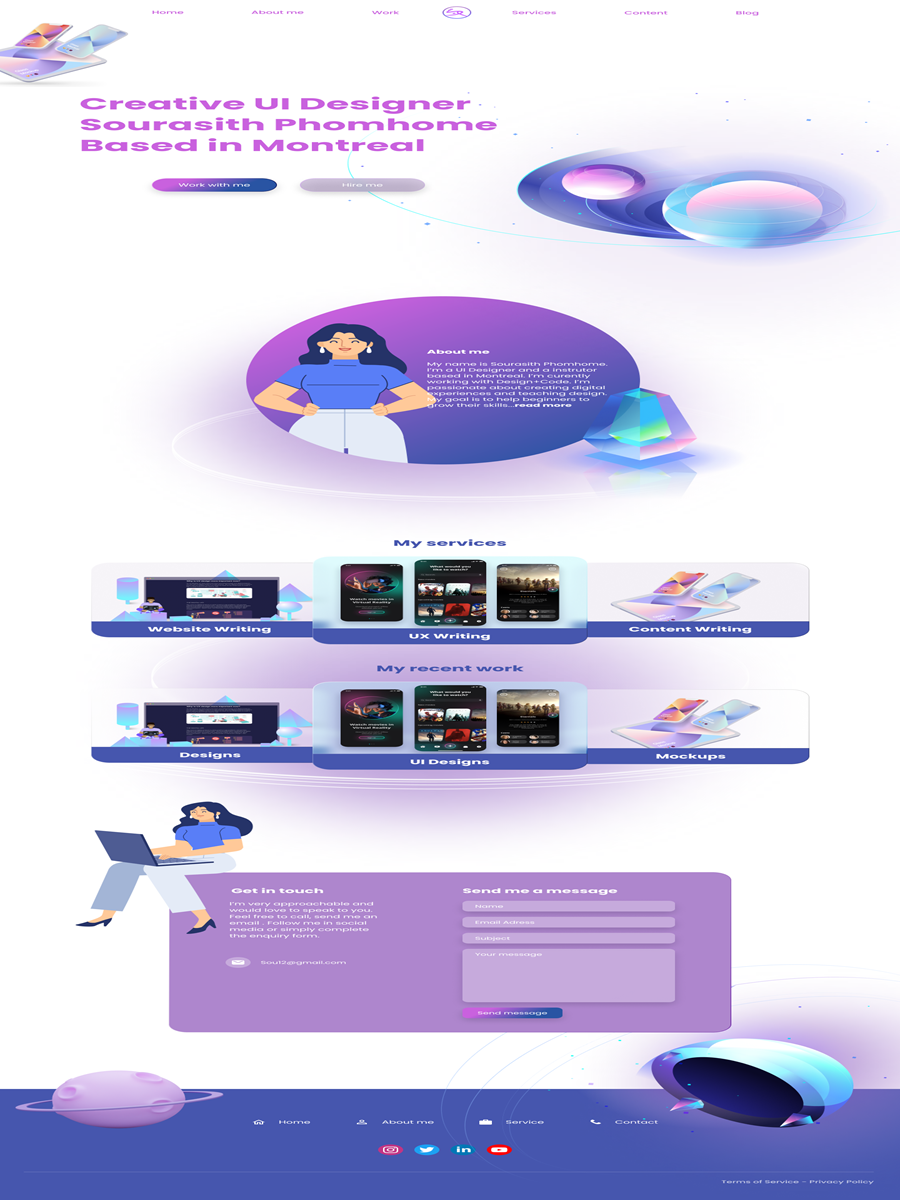 Home
About me
Work
SR
Services
Content
Blog
Creative UI Designer
Sourasith Phomhome
Based in Montreal
Work with me
Hire me
About me
My name is Sourasith Phomhome.
I'm a UI Designer and a instrutor
based in Montreal. I'm curently
working with Design+Code. I'm
passionate about creating digital
experiences and teaching design.
My goal is to help beginners to
grow their skills...read more
My services
What would you
like to watch?
Watch movies in
Virtual Reality
Website Writing
UX Writing
Content Writing
My recent work
What would you
like to watch?
Watch movies in
Virtual Reality
Designs
UI Designs
Mockups
Get in touch
I'm very approachable and
would love to speak to you.
Feel free to call, send me an
email . Follow me in social
media or simply complete
the enquiry form.
Sout2@gmail.com
Send me a message
Name
Email Adress
Subject
Your message
Send message
Home
About me
Service
Contact
Terms of Service - Privacy Policy